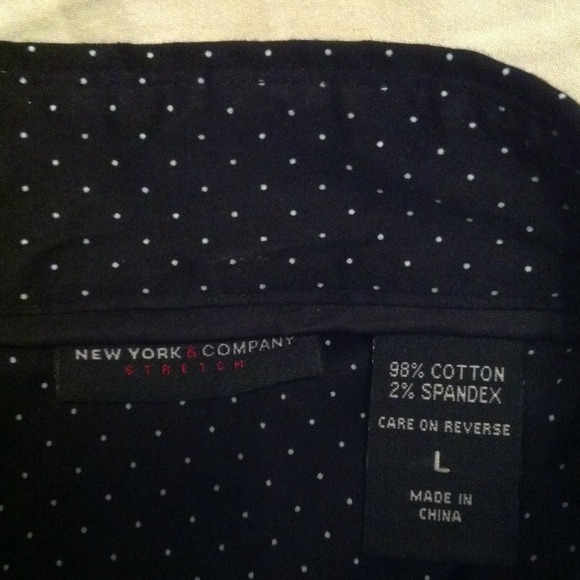 NEW YORK & COMPANY
STRETCH
98% COTTON
2% SPANDEX
CARE ON REVERSE
L
MADE IN
CHINA